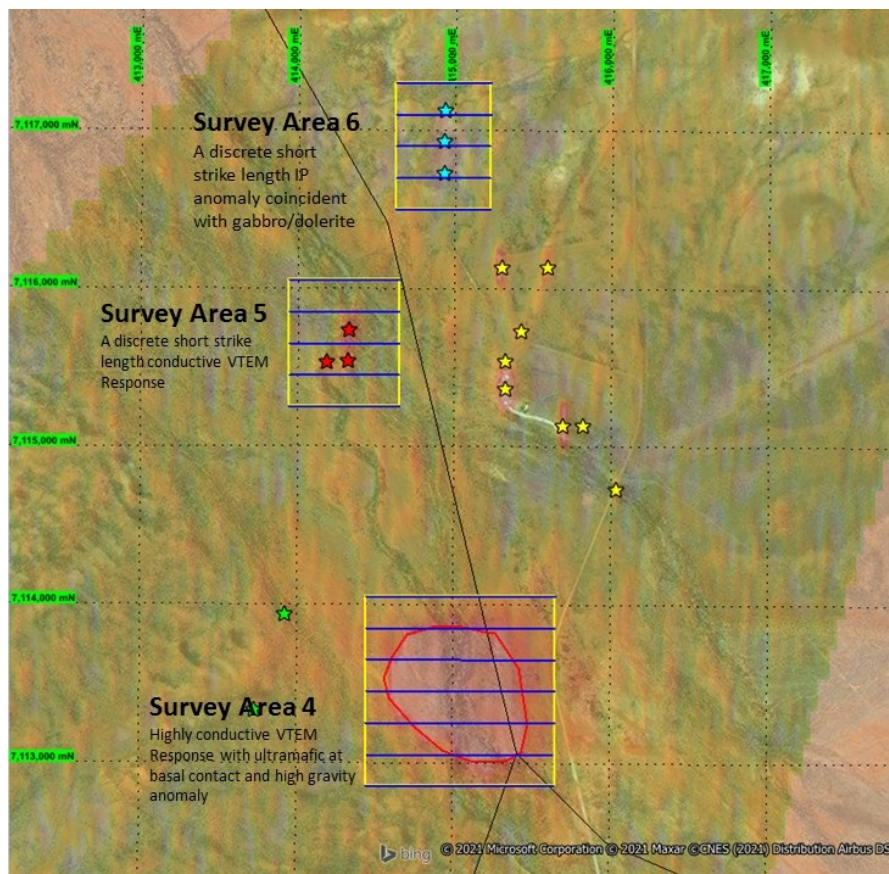 413,000 mE
414,000 mE
415,000 mE
416,000 mE
417,000 mE
7,117,000 mN
Survey Area 6
A discrete short
strike length IP
anomaly coincident
with gabbro/dolerite
7,116,000 mN
Survey Area 5
A discrete short strike
length conductive VTEM
Response
7,115,000 mN
7,114,000 mN
Survey Area 4
Highly conductive VTEM
Response with ultramafic at
basal contact and high gravity
anomaly
7,113,000 mN
bing
© 2021 Microsoft Corporation © 2021 Maxar ©CNES (2021) Distribution Airbus DS